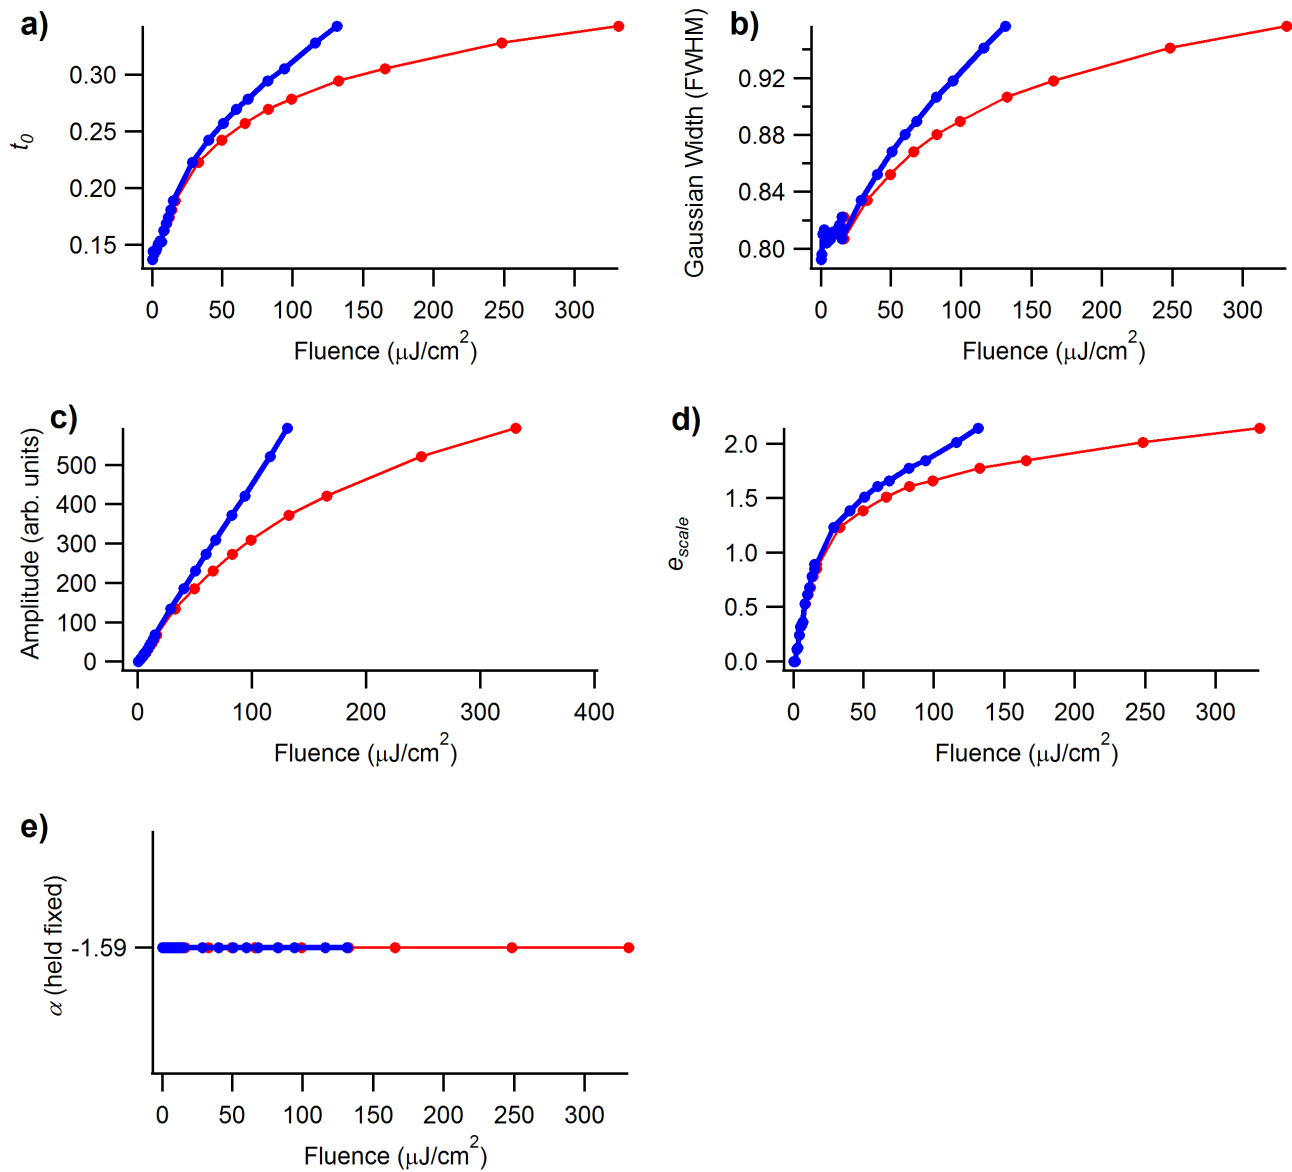 a)
t0
0.30
0.25
0.20
0.15
0 50 100 150 200 250 300
Fluence (μJ/cm2)
b)
Gaussian Width (FWHM)
0.92
0.88
0.84
0.80
0 50 100 150 200 250 300
Fluence (μJ/cm2)
c)
Amplitude (arb. units)
500
400
300
200
100
0
0 100 200 300 400
Fluence (μJ/cm2)
d)
escale
2.0
1.5
1.0
0.5
0.0
0 50 100 150 200 250 300
Fluence (μJ/cm2)
e)
α (held fixed)
-1.59
0 50 100 150 200 250 300
Fluence (μJ/cm2)